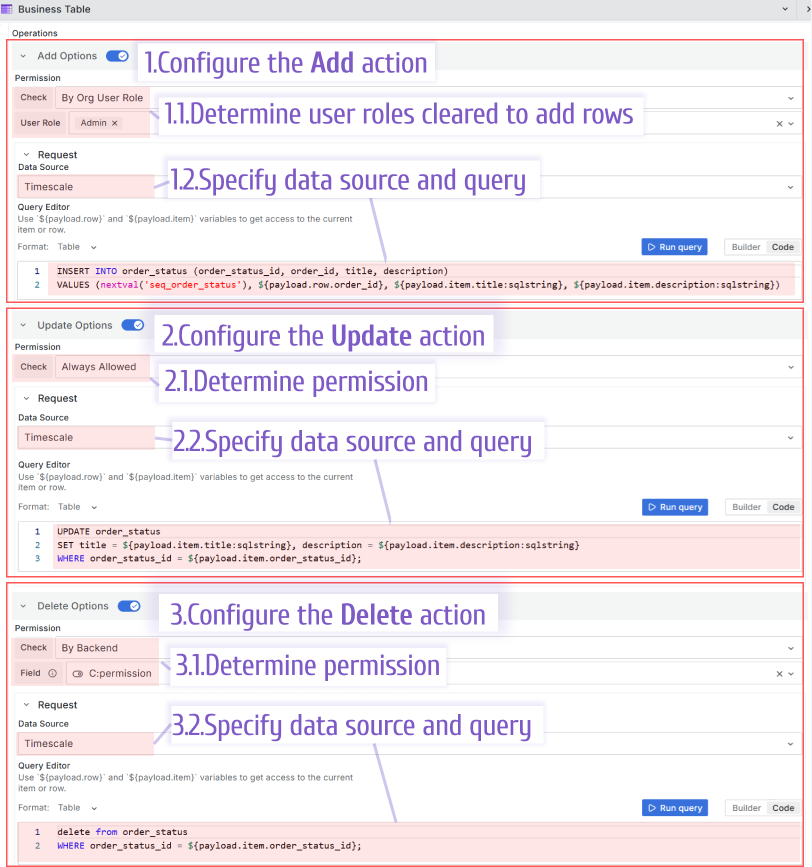 Business Table
Operations
Add Options
1.Configure the Add action
Permission
Check By Org User Role
1.1.Determine user roles cleared to add rows
User Role Admin ×
Request
Data Source
1.2.Specify data source and query
Timescale
Query Editor
Use `${payload.row}` and `${payload.item}` variables to get access to the current
item or row.
Format: Table Run query Builder Code
1 INSERT INTO order_status (order_status_id, order_id, title, description)
2 VALUES (nextval('seq_order_status'), ${payload.row.order_id}, ${payload.item.title:sqlstring}, ${payload.item.description:sqlstring})
Update Options
2.Configure the Update action
Permission
Check Always Allowed
2.1.Determine permission
Request
Data Source
Timescale
2.2.Specify data source and query
Query Editor
Use `${payload.row}` and `${payload.item}` variables to get access to the current
item or row.
Format: Table Run query Builder Code
1 UPDATE order_status
2 SET title = ${payload.item.title:sqlstring}, description = ${payload.item.description:sqlstring}
3 WHERE order_status_id = ${payload.item.order_status_id};
Delete Options
3.Configure the Delete action
Permission
Check By Backend
3.1.Determine permission
Field C:permission
Request
Data Source
3.2.Specify data source and query
Timescale
Query Editor
Use `${payload.row}` and `${payload.item}` variables to get access to the current
item or row.
Format: Table Run query Builder Code
1 delete from order_status
2 WHERE order_status_id = ${payload.item.order_status_id};